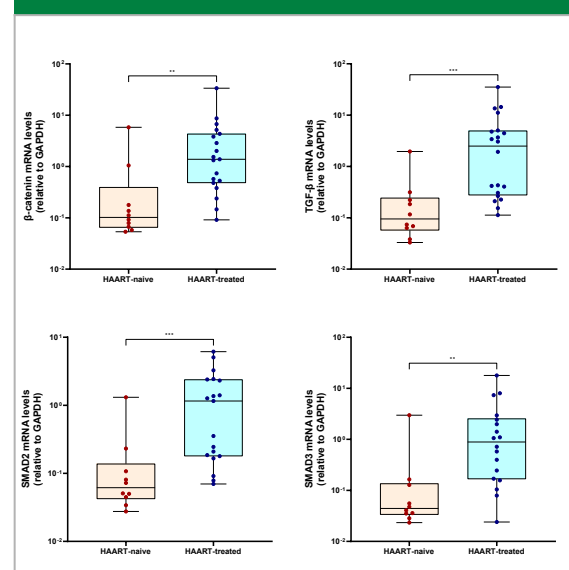 **
10²
10¹
10⁰
10⁻¹
10⁻²
β-catenin mRNA levels
(relative to GAPDH)
HAART-naive HAART-treated
***
10²
10¹
10⁰
10⁻¹
10⁻²
TGF-β mRNA levels
(relative to GAPDH)
HAART-naive HAART-treated
***
10¹
10⁰
10⁻¹
10⁻²
SMAD2 mRNA levels
(relative to GAPDH)
HAART-naive HAART-treated
**
10²
10¹
10⁰
10⁻¹
10⁻²
SMAD3 mRNA levels
(relative to GAPDH)
HAART-naive HAART-treated